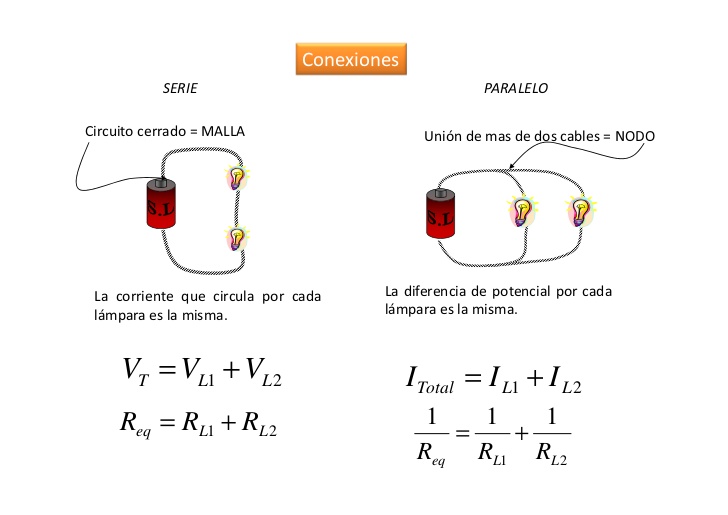 Conexiones
SERIE
Circuito cerrado = MALLA
S.L
La corriente que circula por cada
lámpara es la misma.
V_T = V_{L1} + V_{L2}
R_{eq} = R_{L1} + R_{L2}
PARALELO
Unión de mas de dos cables = NODO
S.L
La diferencia de potencial por cada
lámpara es la misma.
I_{Total} = I_{L1} + I_{L2}
1/R_{eq} = 1/R_{L1} + 1/R_{L2}